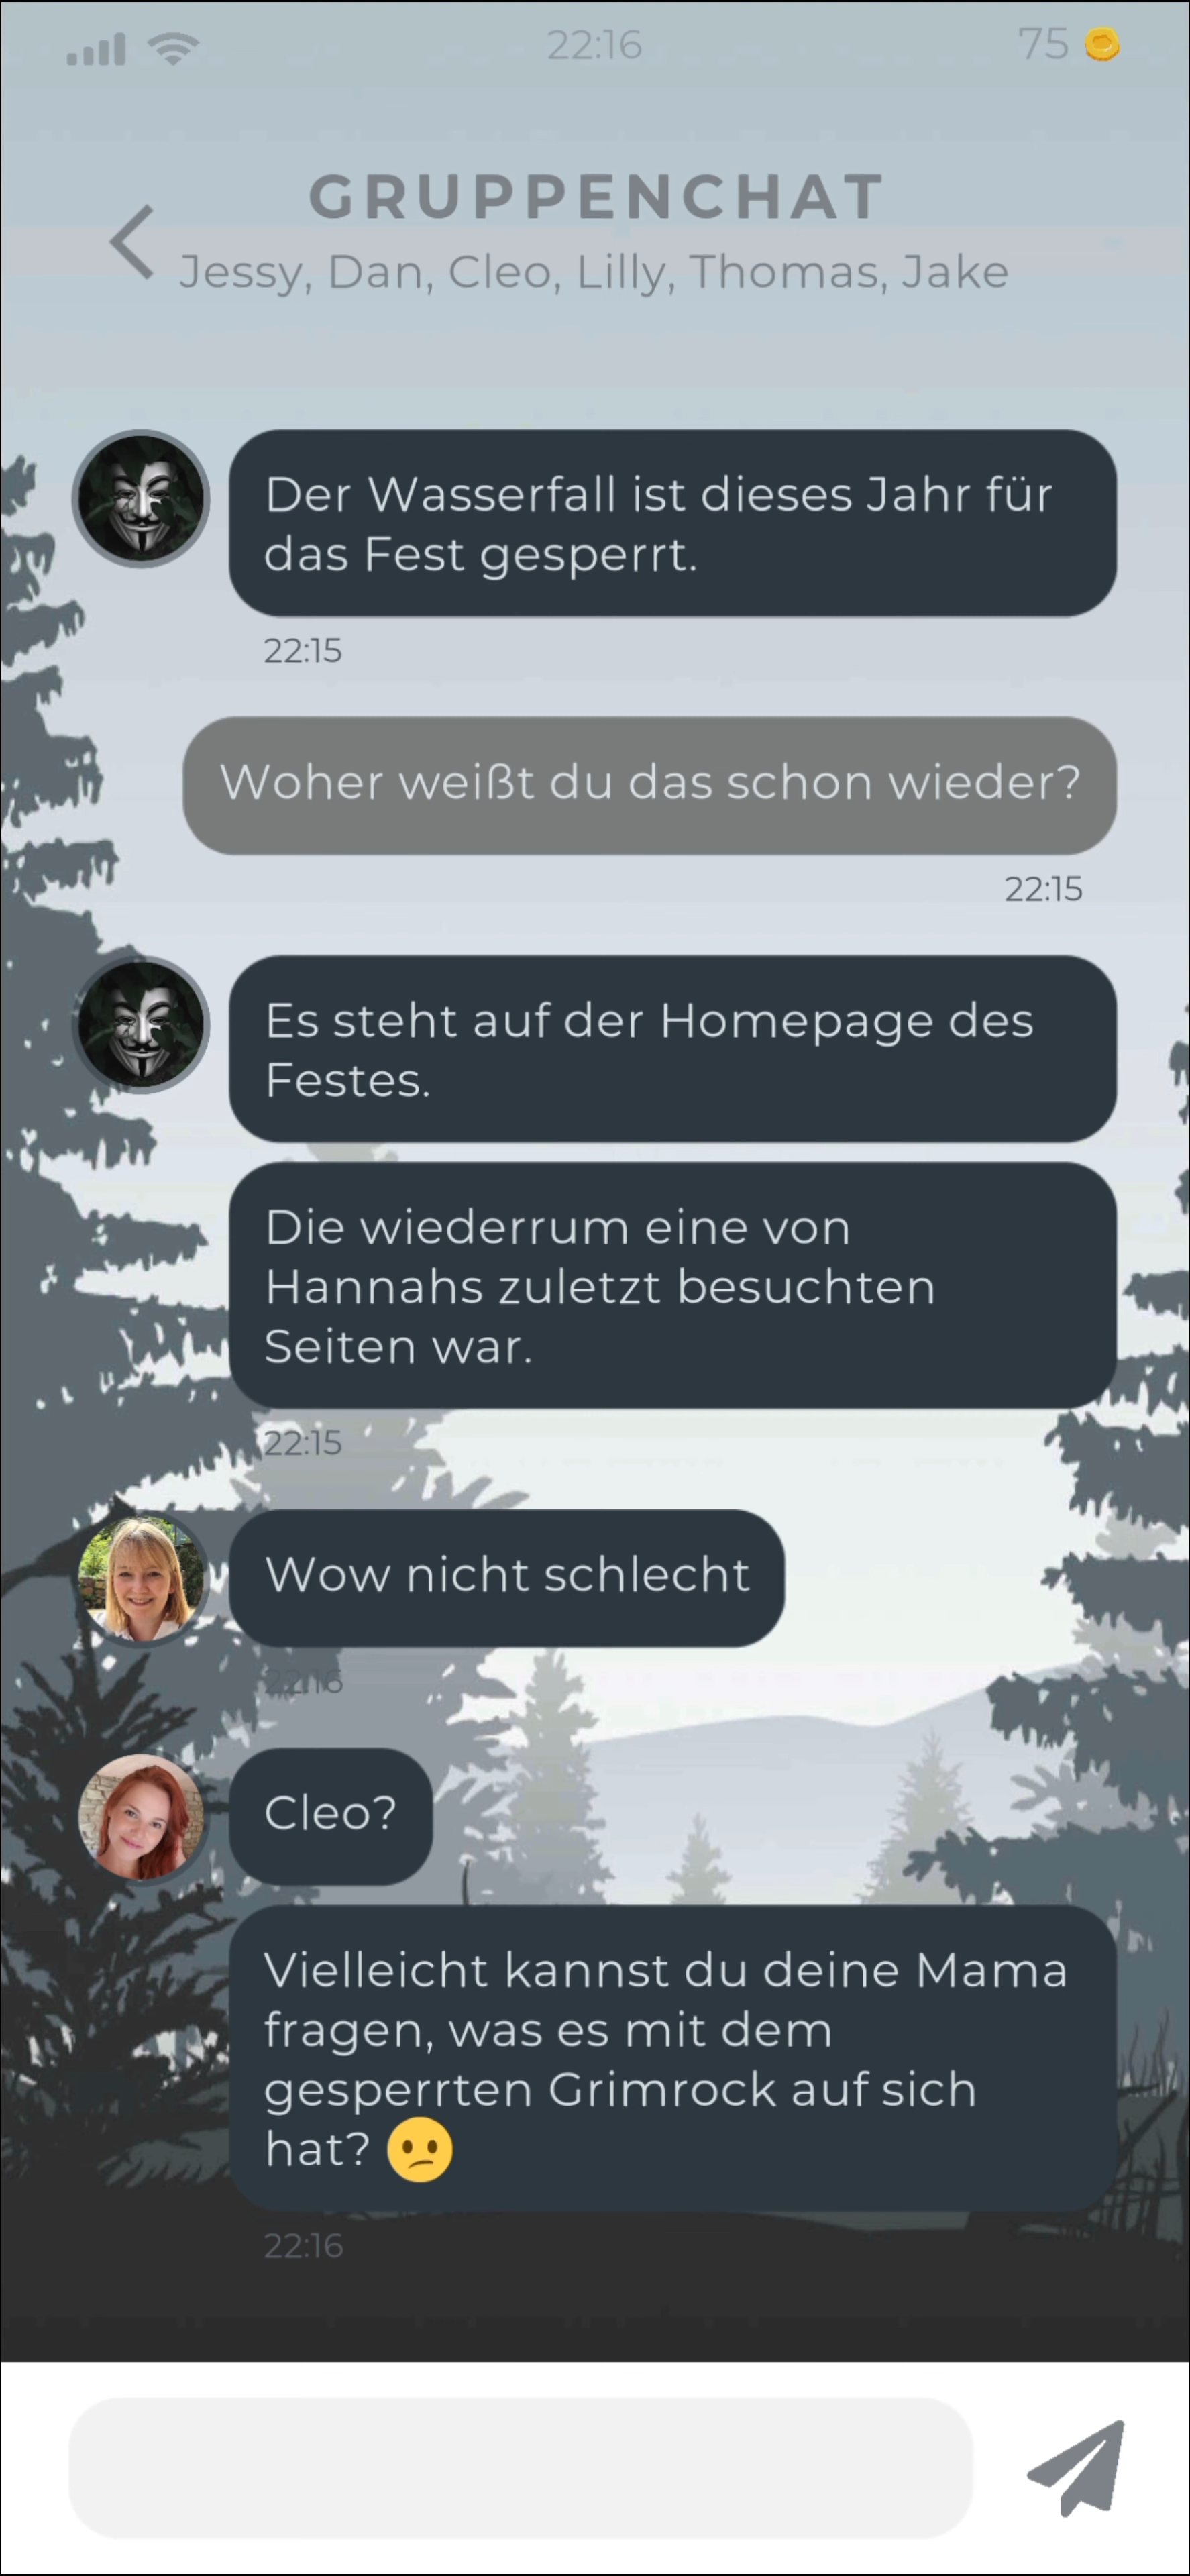 22:16
75
GRUPPENCHAT
Jessy, Dan, Cleo, Lilly, Thomas, Jake
Der Wasserfall ist dieses Jahr für
das Fest gesperrt.
22:15
Woher weißt du das schon wieder?
22:15
Es steht auf der Homepage des
Festes.
Die wiederrum eine von
Hannahs zuletzt besuchten
Seiten war.
22:15
Wow nicht schlecht
22:16
Cleo?
Vielleicht kannst du deine Mama
fragen, was es mit dem
gesperrten Grimrock auf sich
hat? 😕
22:16